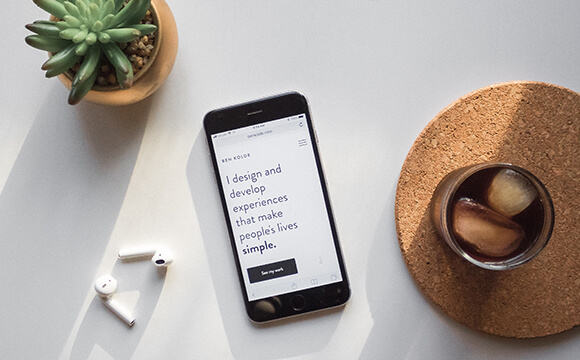 BEN KOLDE
I design and
develop
experiences
that make
people's lives
simple.
See my work